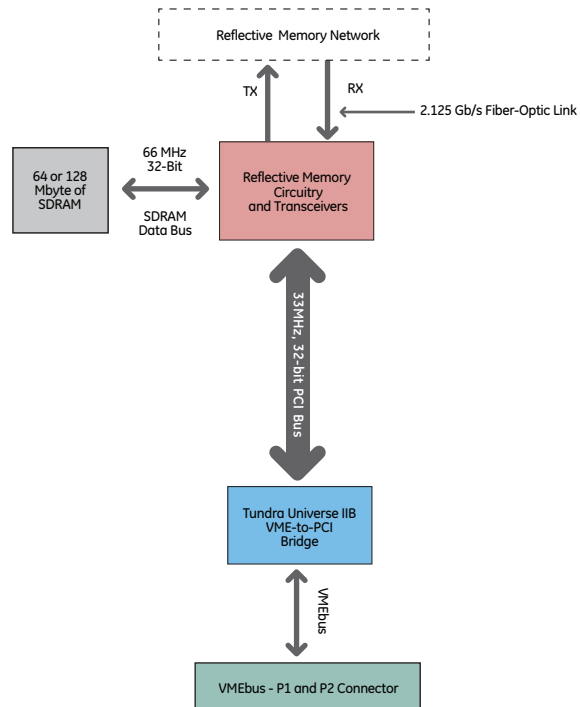 Reflective Memory Network
TX
RX
2.125 Gb/s Fiber-Optic Link
66 MHz
32-Bit
64 or 128
Mbyte of
SDRAM
SDRAM
Data Bus
Reflective Memory
Circuitry
and Transceivers
33MHz, 32-bit PCI Bus
Tundra Universe IIB
VME-to-PCI
Bridge
VMEbus
VMEbus - P1 and P2 Connector